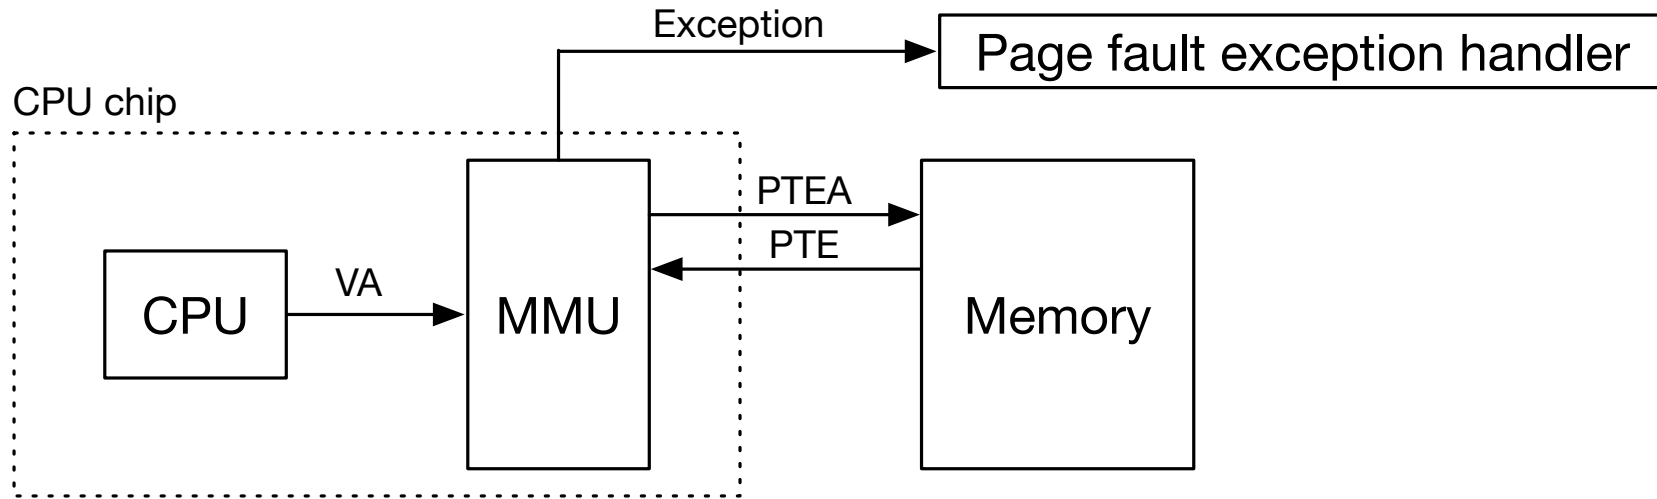 Exception
Page fault exception handler
CPU chip
PTEA
PTE
VA
CPU
MMU
Memory